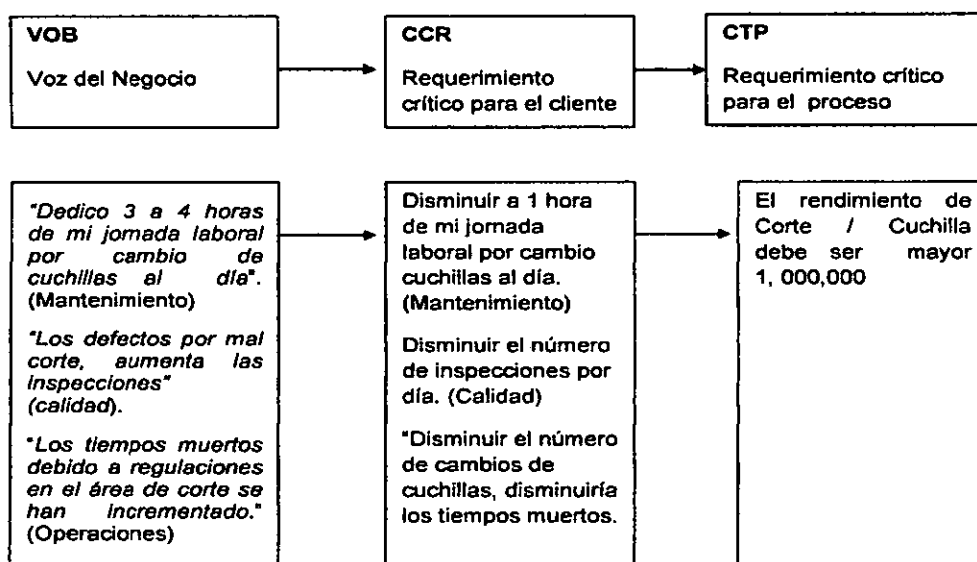 VOB
Voz del Negocio
CCR
Requerimiento
crítico para el cliente
CTP
Requerimiento crítico
para el proceso
"Dedico 3 a 4 horas
de mi jornada laboral
por cambio de
cuchillas al día".
(Mantenimiento)
"Los defectos por mal
corte, aumenta las
inspecciones"
(calidad).
"Los tiempos muertos
debido a regulaciones
en el área de corte se
han incrementado."
(Operaciones)
Disminuir a 1 hora
de mi jornada
laboral por cambio
cuchillas al día.
(Mantenimiento)
Disminuir el número
de inspecciones por
día. (Calidad)
"Disminuir el número
de cambios de
cuchillas, disminuiría
los tiempos muertos.
El rendimiento de
Corte / Cuchilla
debe ser mayor
1, 000,000